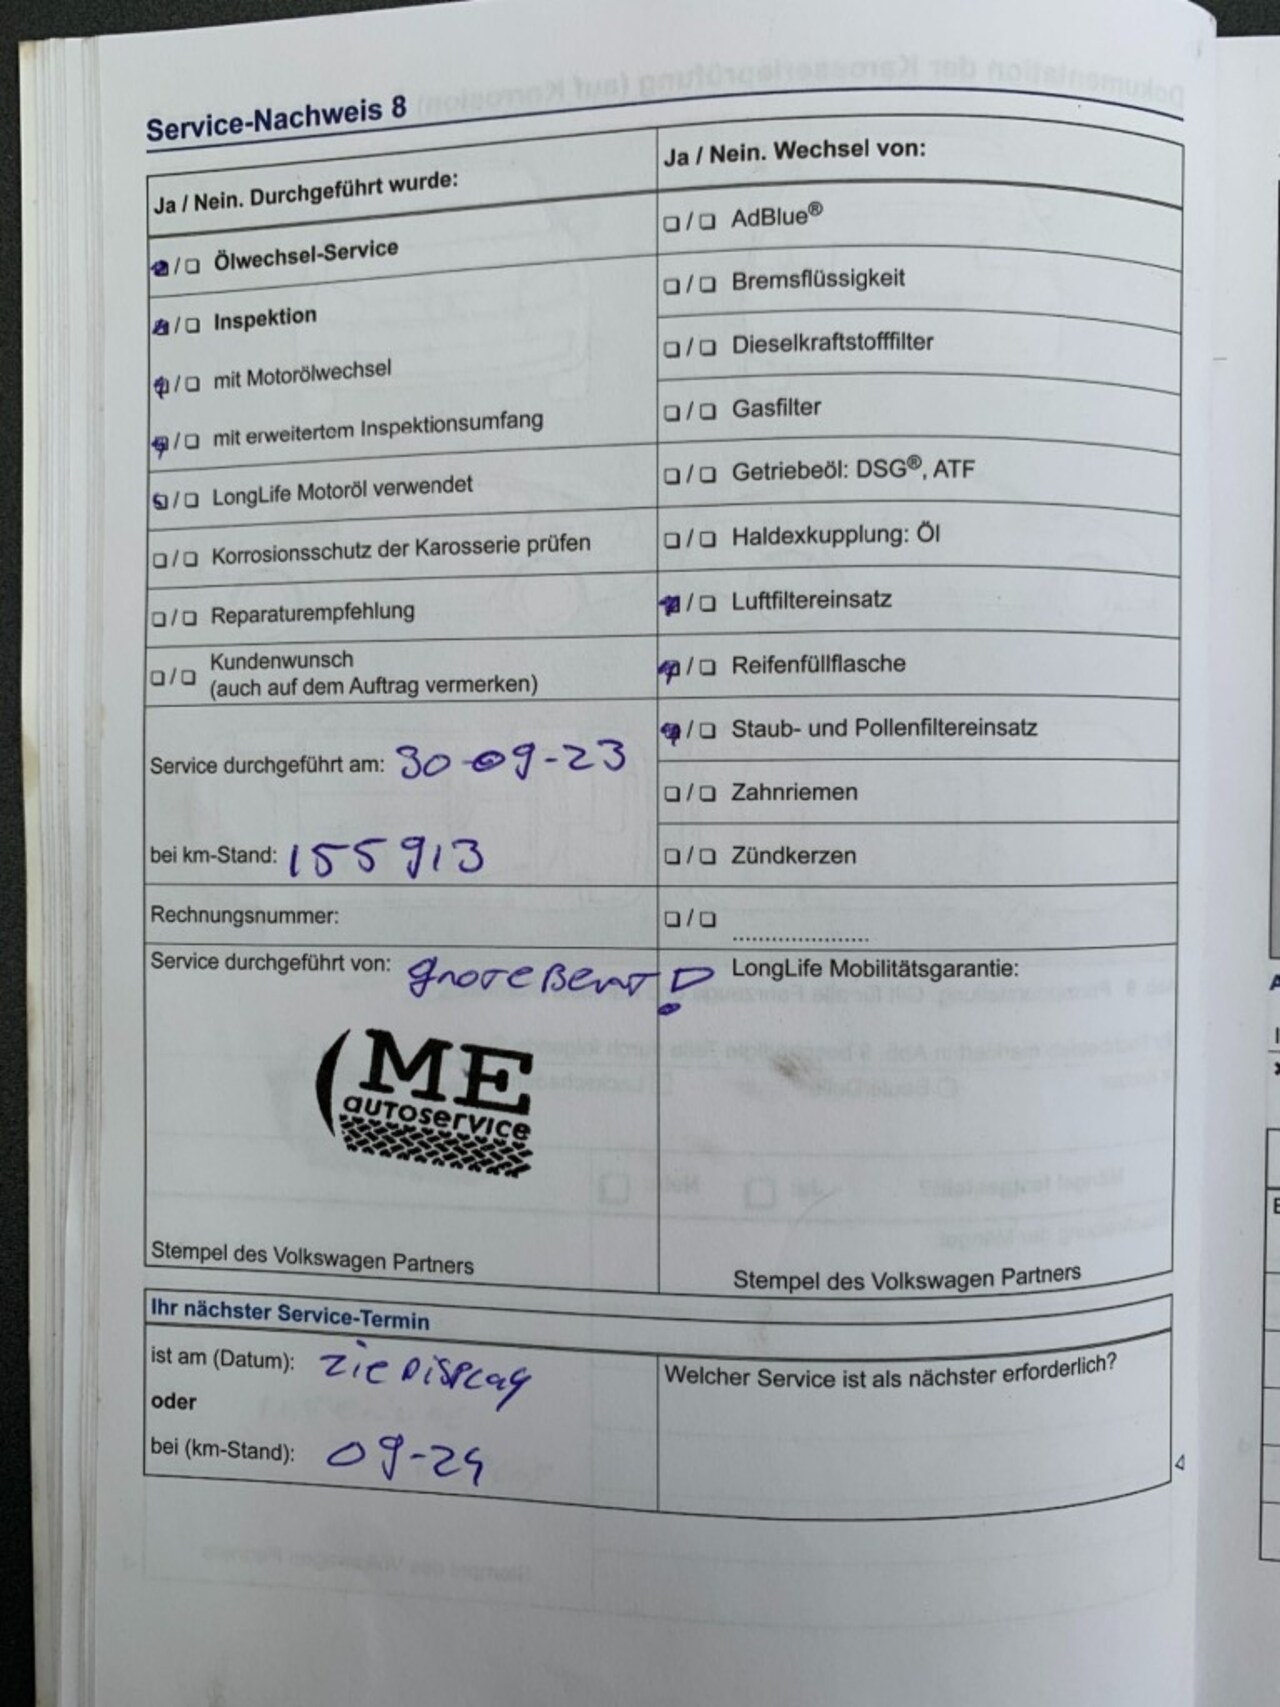 Service-Nachweis 8
Ja / Nein. Durchgeführt wurde:
☒ / ☐ Ölwechsel-Service
☒ / ☐ Inspektion
☒ / ☐ mit Motorölwechsel
☒ / ☐ mit erweitertem Inspektionsumfang
☒ / ☐ LongLife Motoröl verwendet
☐ / ☐ Korrosionsschutz der Karosserie prüfen
☐ / ☐ Reparaturempfehlung
☐ / ☐ Kundenwunsch
(auch auf dem Auftrag vermerken)
Service durchgeführt am: 30-09-23
bei km-Stand: 155913
Rechnungsnummer:
Service durchgeführt von: grote Beurt
ME
autoservice
Stempel des Volkswagen Partners
Ja / Nein. Wechsel von:
☐ / ☐ AdBlue®
☐ / ☐ Bremsflüssigkeit
☐ / ☐ Dieselkraftstofffilter
☐ / ☐ Gasfilter
☐ / ☐ Getriebeöl: DSG®, ATF
☐ / ☐ Haldexkupplung: Öl
☒ / ☐ Luftfiltereinsatz
☒ / ☐ Reifenfüllflasche
☒ / ☐ Staub- und Pollenfiltereinsatz
☐ / ☐ Zahnriemen
☐ / ☐ Zündkerzen
☐ / ☐ .....................
LongLife Mobilitätsgarantie:
Stempel des Volkswagen Partners
Ihr nächster Service-Termin
ist am (Datum): zie Display
oder
bei (km-Stand): 09-24
Welcher Service ist als nächster erforderlich?